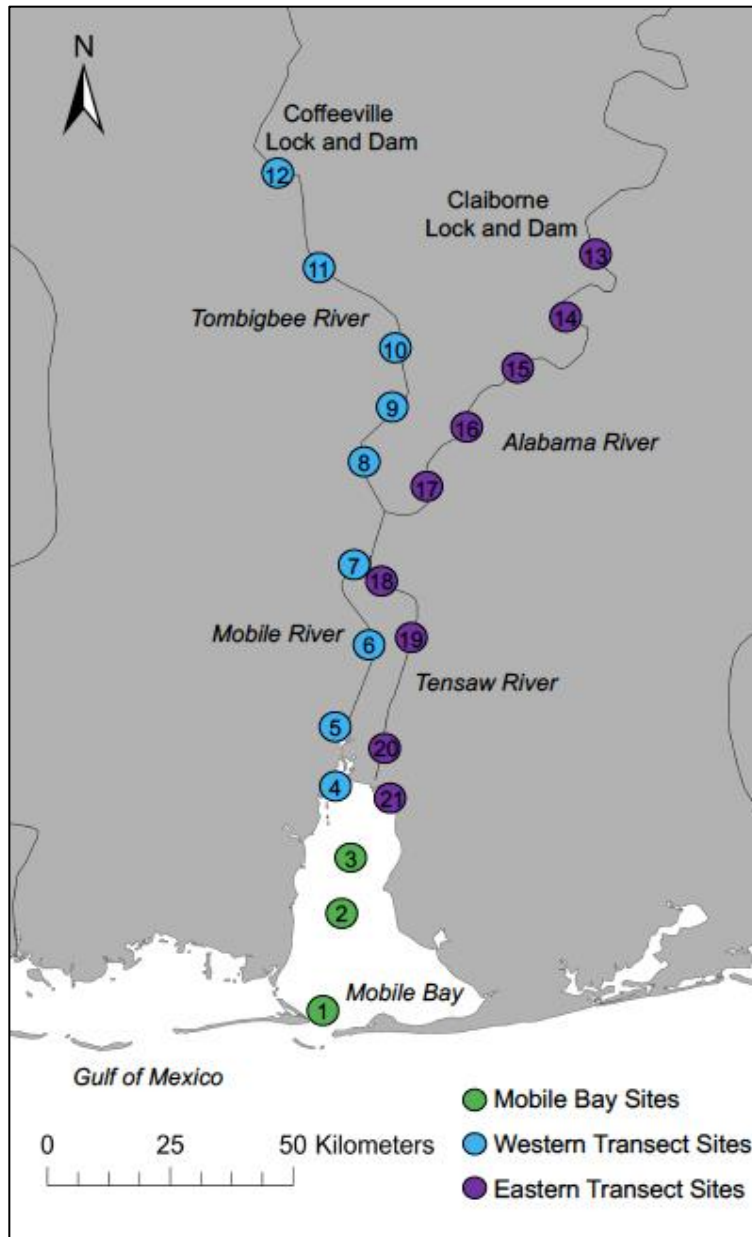 N
Coffeeville
Lock and Dam
12
Claiborne
Lock and Dam
13
11
14
Tombigbee River
10
15
9
16
Alabama River
8
17
7
18
Mobile River
6
19
Tensaw River
5
20
4
21
3
2
Mobile Bay
1
Gulf of Mexico
Mobile Bay Sites
0 25 50 Kilometers
Western Transect Sites
Eastern Transect Sites